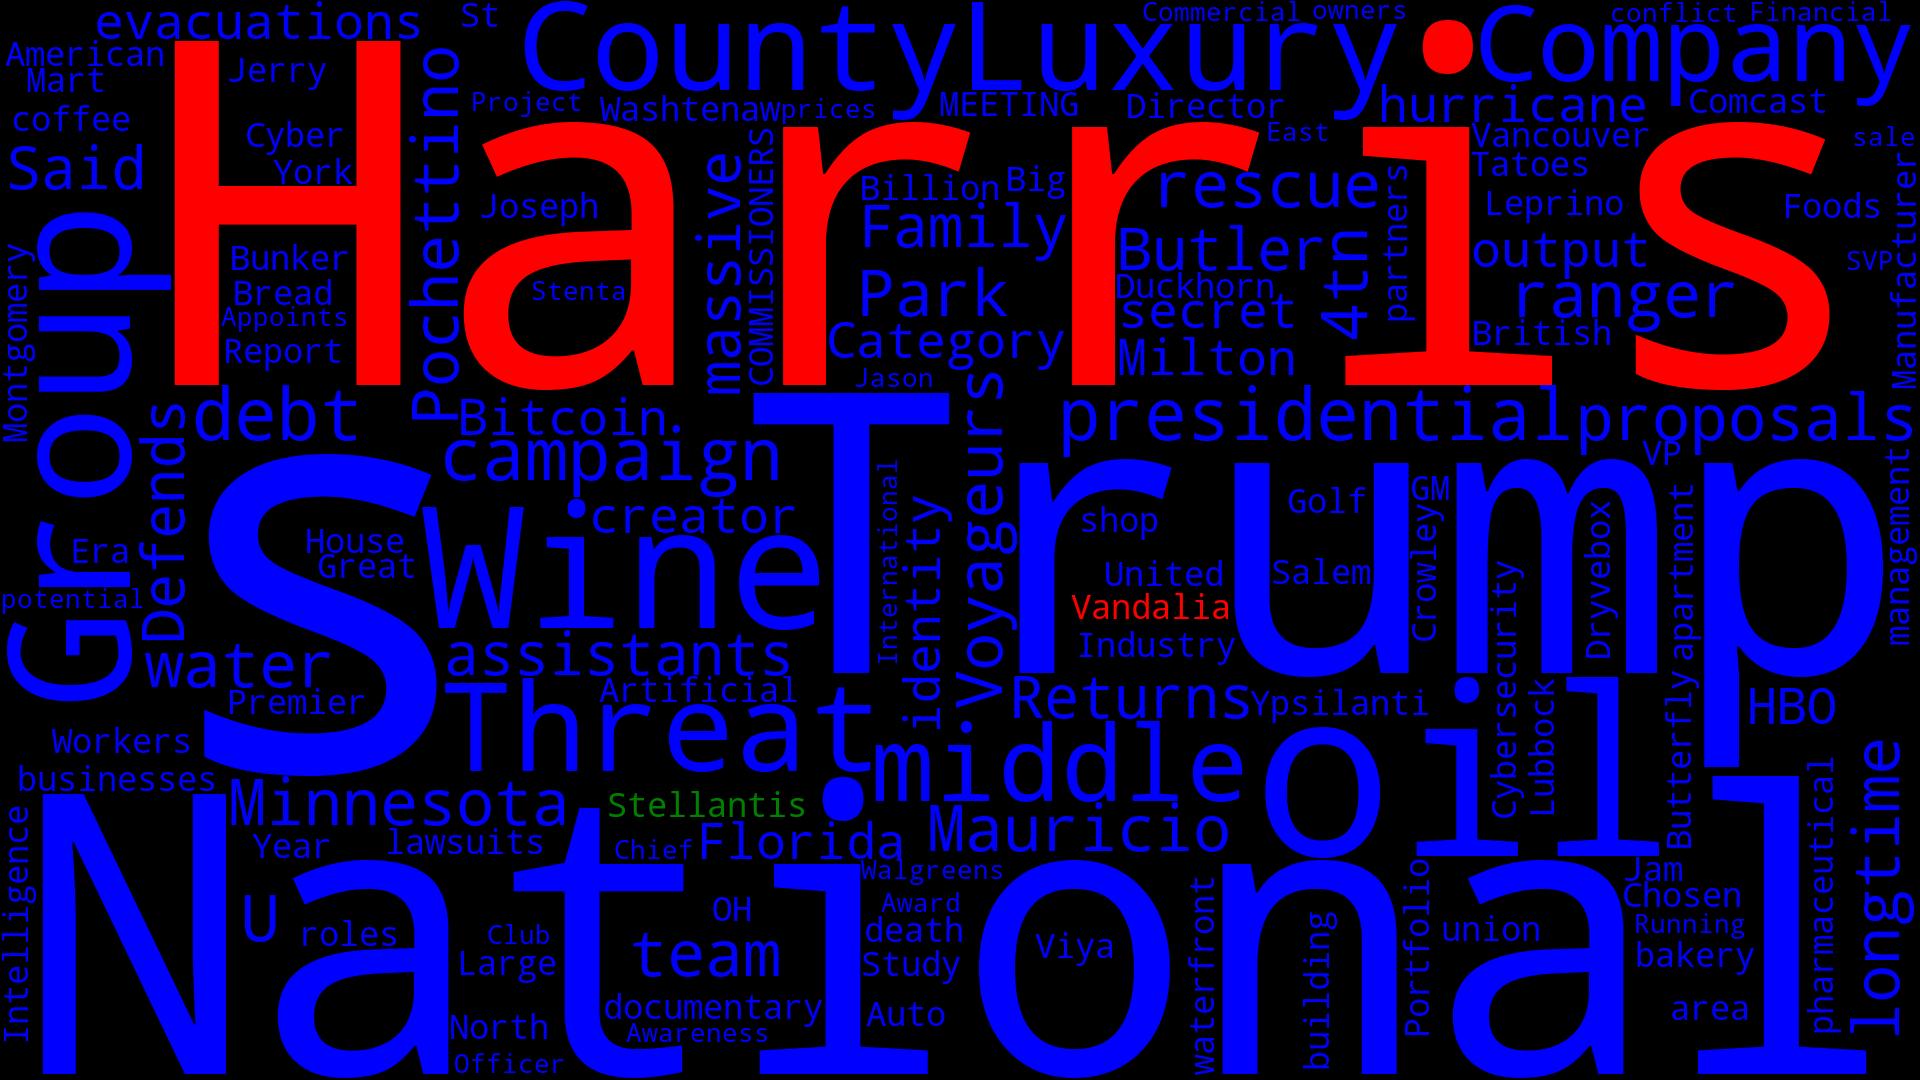 evacuations
St
CountyLuxury
Company
Commercial owners
conflict Financial
American
Mart
coffee
Said
Harris
Jerry
Cyber
York
Pochettino
Project
Washtenaw
prices
MEETING
Director
hurricane
Comcast
East
Vancouver
Tatoes
sale
Joseph
massive
COMMISSIONERS
Billion
Big
Family
rescue
partners
Leprino
Foods
Manufacturer
Group
Montgomery
Bunker
Bread
Appoints
Report
Stenta
Park
Category
Jason
Butler
Duckhorn
secret
Milton
4tn
output
ranger
British
SVP
debt
Defends
Bitcoin
campaign
Trump
Voyageurs
presidential
proposals
VP
management
s
Era
potential
House
Great
Wine
creator
International
identity
shop
United
Vandalia
Industry
Golf
Salem
GM
Crowley
Cybersecurity
Dryvebox
apartment
water
Premier
assistants
Artificial
Threat
Returns
Ypsilanti
Lubbock
Butterfly
HBO
Workers
businesses
Minnesota
Stellantis
middle
oil
pharmaceutical
longtime
Intelligence
National
Year
lawsuits
Chief
Florida
Mauricio
Walgreens
Jam
Chosen
Running
bakery
area
U
roles
Club
Large
OH
team
Award
death
Study
Viya
waterfront
building
Portfolio
union
North
Officer
documentary
Awareness
Auto